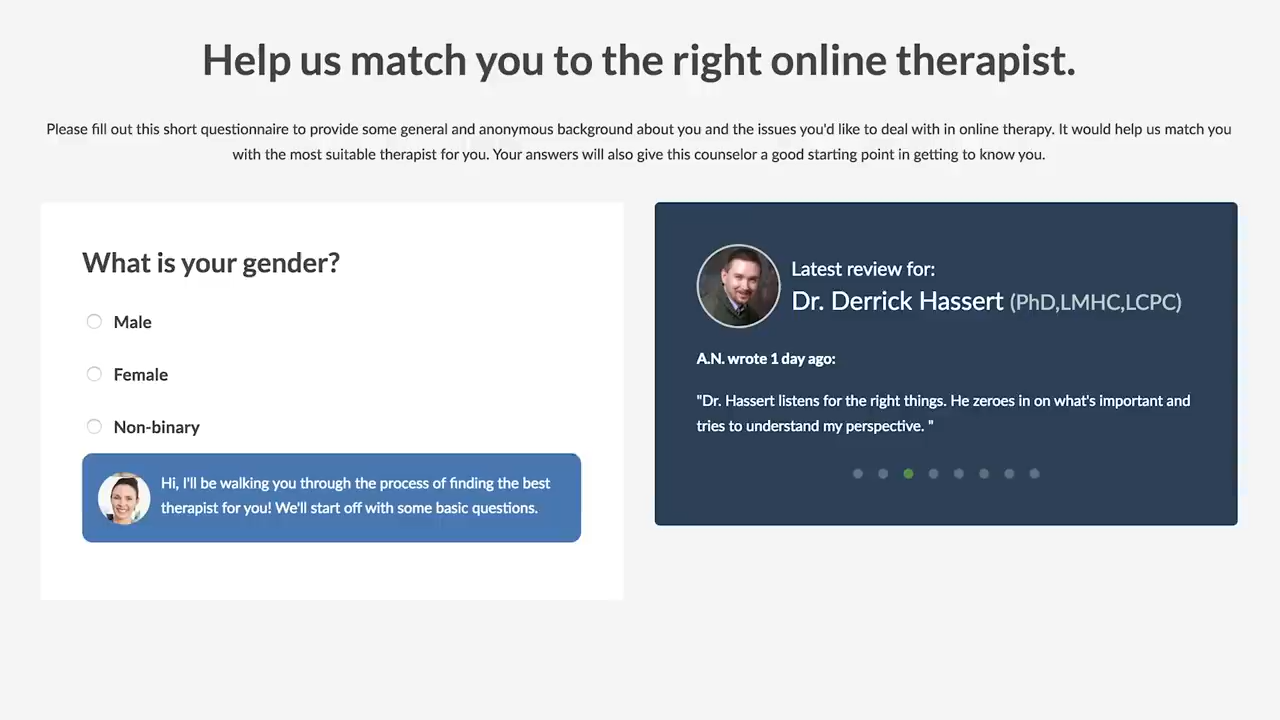 Help us match you to the right online therapist.
Please fill out this short questionnaire to provide some general and anonymous background about you and the issues you'd like to deal with in online therapy. It would help us match you
with the most suitable therapist for you. Your answers will also give this counselor a good starting point in getting to know you.
What is your gender?
Male
Female
Non-binary
Hi, I'll be walking you through the process of finding the best
therapist for you! We'll start off with some basic questions.
Latest review for:
Dr. Derrick Hassert (PhD,LMHC,LCPC)
A.N. wrote 1 day ago:
"Dr. Hassert listens for the right things. He zeroes in on what's important and
tries to understand my perspective. "